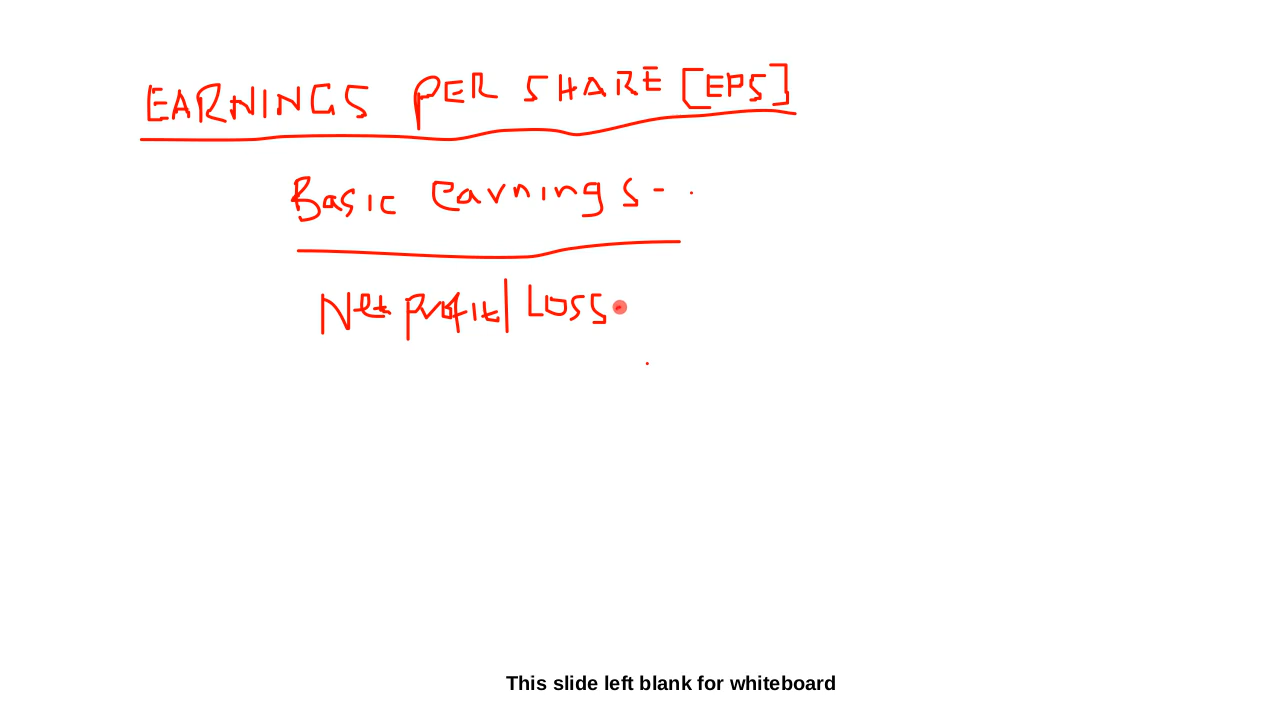 EARNINGS PER SHARE [EPS]
Basic earnings - .
Net profit/Loss
This slide left blank for whiteboard